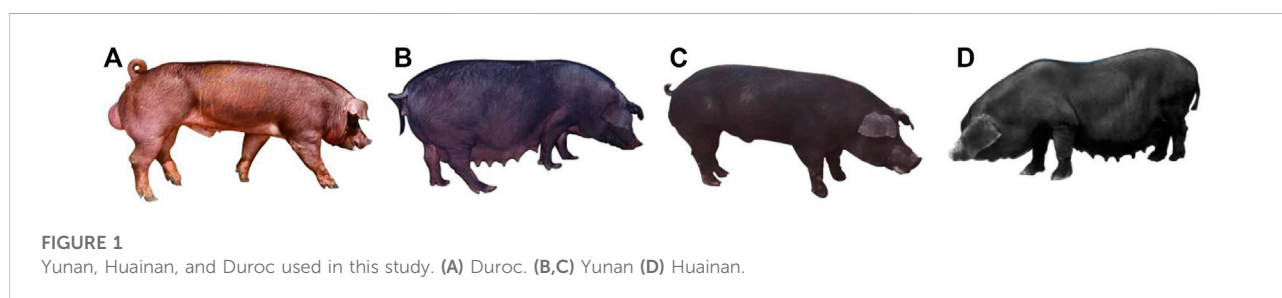 A B C D
FIGURE 1
Yunan, Huainan, and Duroc used in this study. (A) Duroc. (B,C) Yunan (D) Huainan.